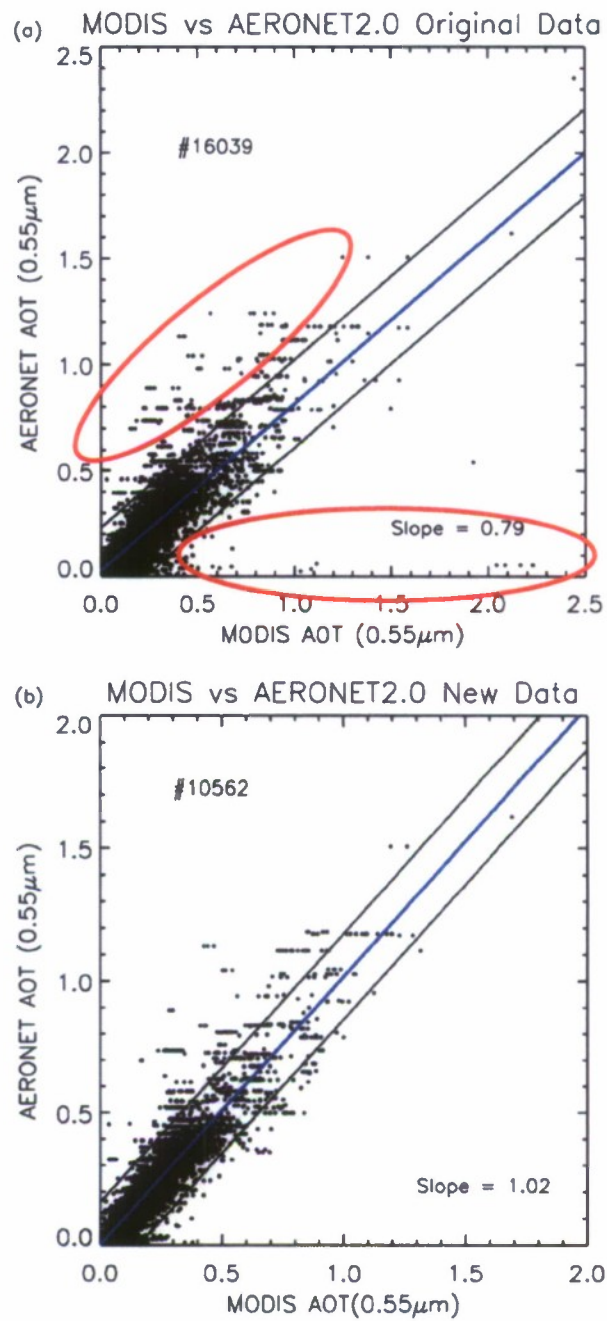 (a) MODIS vs AERONET2.0 Original Data
2.5
#16039
2.0
1.5
1.0
0.5
0.0
AERONET AOT (0.55μm)
Slope = 0.79
0.0 0.5 1.0 1.5 2.0 2.5
MODIS AOT (0.55μm)
(b) MODIS vs AERONET2.0 New Data
2.0
#10562
1.5
1.0
0.5
0.0
AERONET AOT (0.55μm)
Slope = 1.02
0.0 0.5 1.0 1.5 2.0
MODIS AOT(0.55μm)